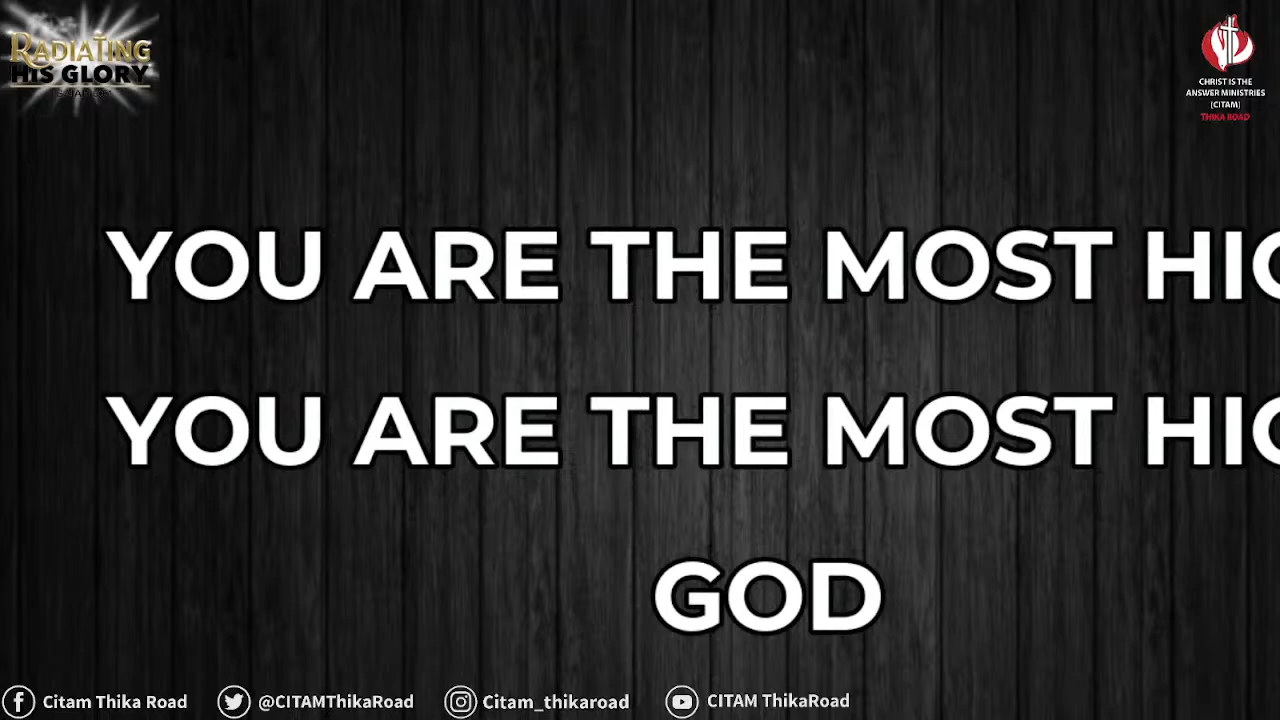 RADIATING
HIS GLORY
CHRIST IS THE
ANSWER MINISTRIES
(CITAM)
THIKA ROAD
YOU ARE THE MOST HIG
YOU ARE THE MOST HIG
GOD
Citam Thika Road
@CITAMThikaRoad
Citam_thikaroad
CITAM ThikaRoad